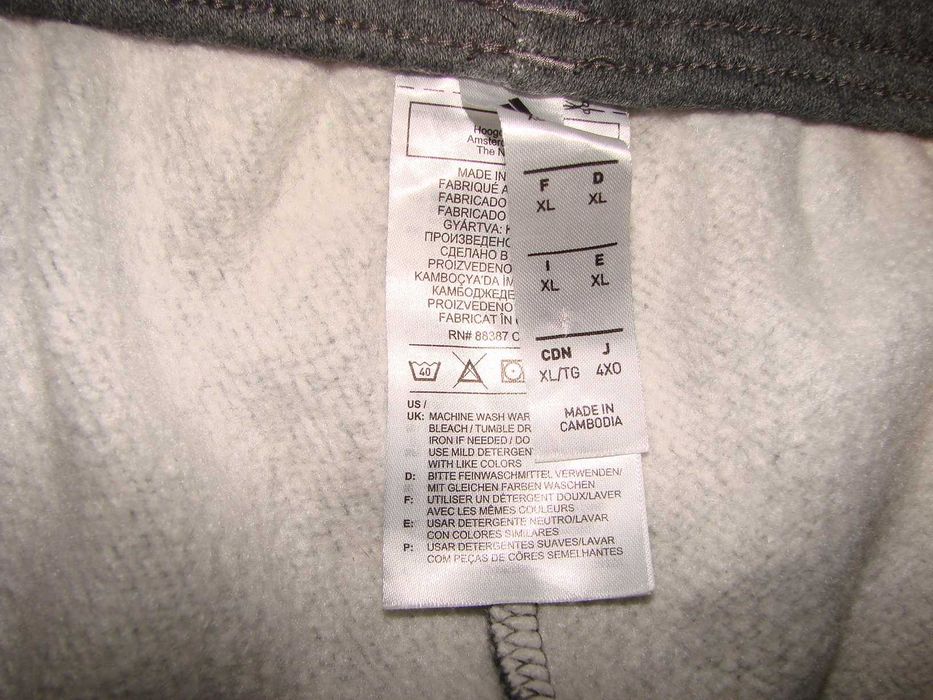 Hoog
Amster
The N
MADE IN
FABRIQUÉ A
FABRICADO
FABRICADO
GYÁRTVA:
ПРОИЗВЕДЕНО
СДЕЛАНО В
PROIZVEDENO
KAMBOÇYA'DA İM
КАМБОДЖЕДЕ
PROIZVEDENO
FABRICAT ÎN
RN# 88387 C
40
US /
UK: MACHINE WASH WAR
BLEACH / TUMBLE DR
IRON IF NEEDED / DO
USE MILD DETERGEN
WITH LIKE COLORS
D: BITTE FEINWASCHMITTEL VERWENDEN/
MIT GLEICHEN FARBEN WASCHEN
F: UTILISER UN DÉTERGENT DOUX/LAVER
AVEC LES MÊMES COULEURS
E: USAR DETERGENTE NEUTRO/LAVAR
CON COLORES SIMILARES
P: USAR DETERGENTES SUAVES/LAVAR
COM PEÇAS DE CÔRES SEMELHANTES
F D
XL XL
I E
XL XL
CDN J
XL/TG 4XO
MADE IN
CAMBODIA